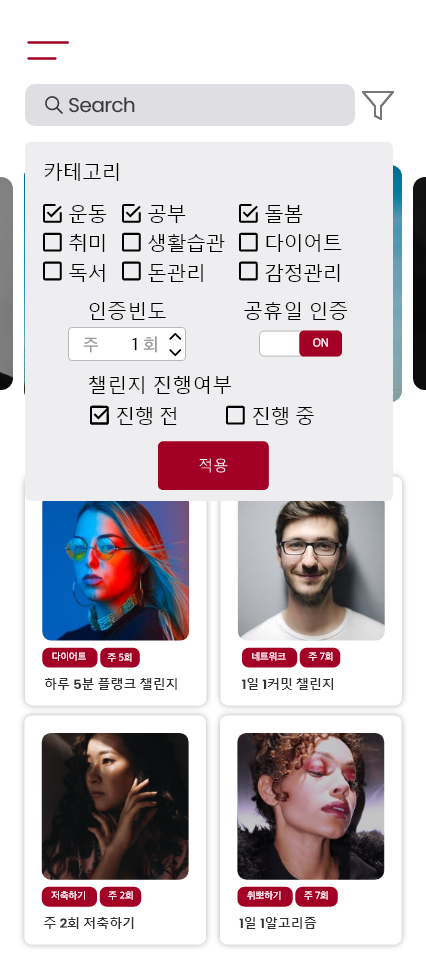 Search
카테고리
운동 공부 돌봄
취미 생활습관 다이어트
독서 돈관리 감정관리
인증빈도 공휴일 인증
주 1 회 ON
챌린지 진행여부
진행 전 진행 중
적용
다이어트 주 5회 네트워크 주 7회
하루 5분 플랭크 챌린지 1일 1커밋 챌린지
저축하기 주 2회 취뽀하기 주 7회
주 2회 저축하기 1일 1알고리즘